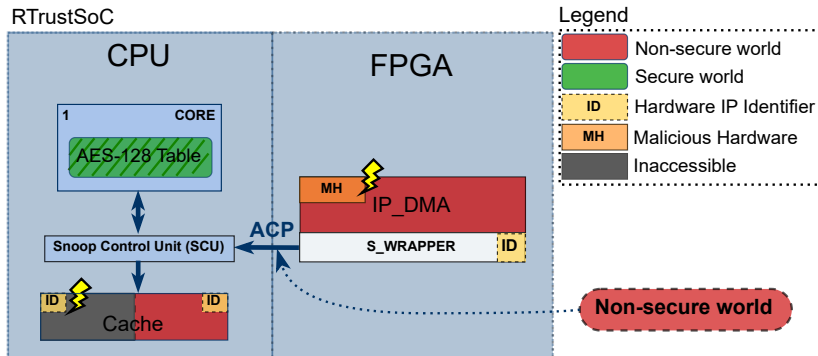 RTrustSoC
CPU
FPGA
1
CORE
AES-128 Table
Snoop Control Unit (SCU)
ACP
MH
IP_DMA
S_WRAPPER
ID
ID
ID
Cache
Legend
Non-secure world
Secure world
ID
Hardware IP Identifier
MH
Malicious Hardware
Inaccessible
Non-secure world